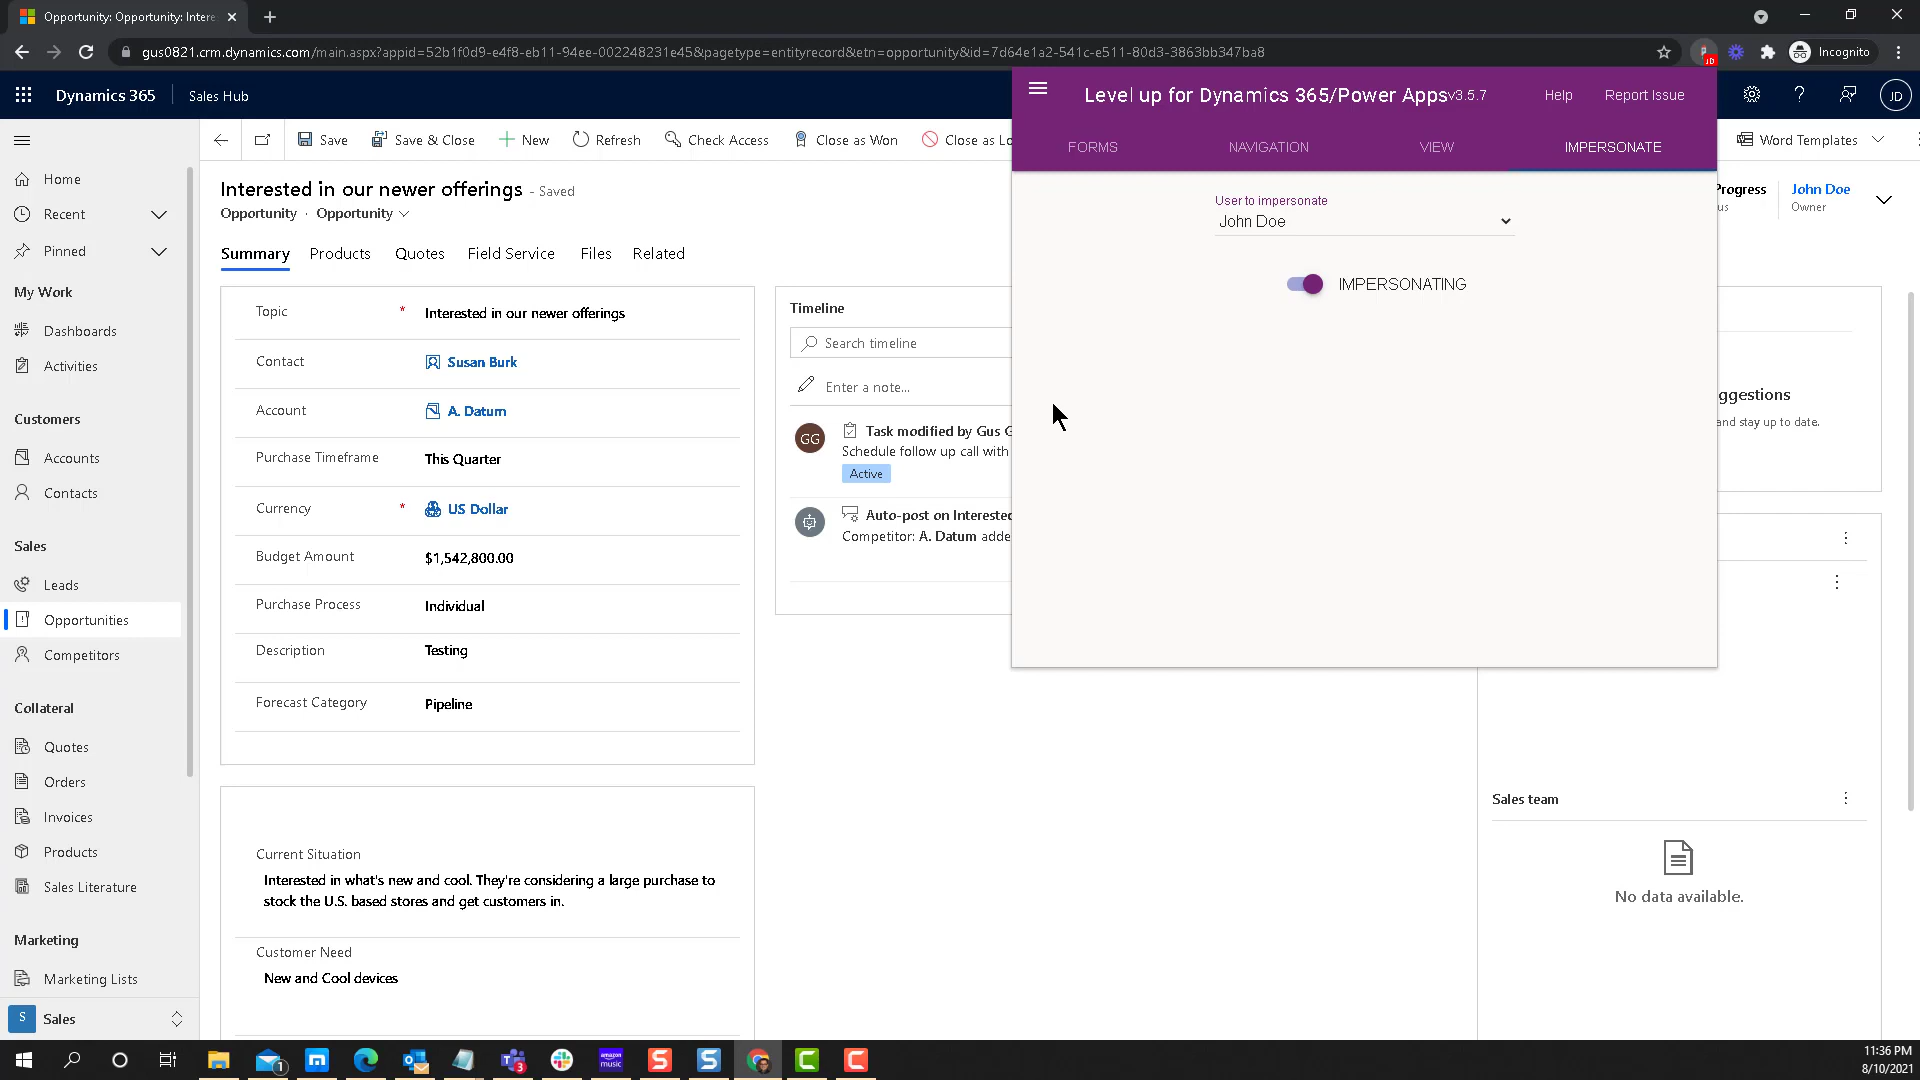 Opportunity: Opportunity: Intere
gus0821.crm.dynamics.com/main.aspx?appid=52b1f0d9-e4f8-eb11-94ee-002248231e45&pagetype=entityrecord&etn=opportunity&id=7d64e1a2-541c-e511-80d3-3863bb347ba8
JD
Incognito
Dynamics 365
Sales Hub
Level up for Dynamics 365/Power Apps v3.5.7
Help
Report Issue
JD
Save
Save & Close
New
Refresh
Check Access
Close as Won
Close as Lo
FORMS
NAVIGATION
VIEW
IMPERSONATE
Word Templates
Home
Recent
Pinned
My Work
Dashboards
Activities
Customers
Accounts
Contacts
Sales
Leads
Opportunities
Competitors
Collateral
Quotes
Orders
Invoices
Products
Sales Literature
Marketing
Marketing Lists
S
Sales
Interested in our newer offerings - Saved
Opportunity · Opportunity
Progress
us
John Doe
Owner
Summary
Products
Quotes
Field Service
Files
Related
Topic * Interested in our newer offerings
Contact Susan Burk
Account A. Datum
Purchase Timeframe This Quarter
Currency * US Dollar
Budget Amount $1,542,800.00
Purchase Process Individual
Description Testing
Forecast Category Pipeline
Current Situation
Interested in what's new and cool. They're considering a large purchase to
stock the U.S. based stores and get customers in.
Customer Need
New and Cool devices
Timeline
Search timeline
Enter a note...
GG
Task modified by Gus G
Schedule follow up call with
Active
Auto-post on Interested
Competitor: A. Datum adde
User to impersonate
John Doe
IMPERSONATING
ggestions
and stay up to date.
Sales team
No data available.
1
3
amazon
music
S
S
C
C
11:36 PM
8/10/2021